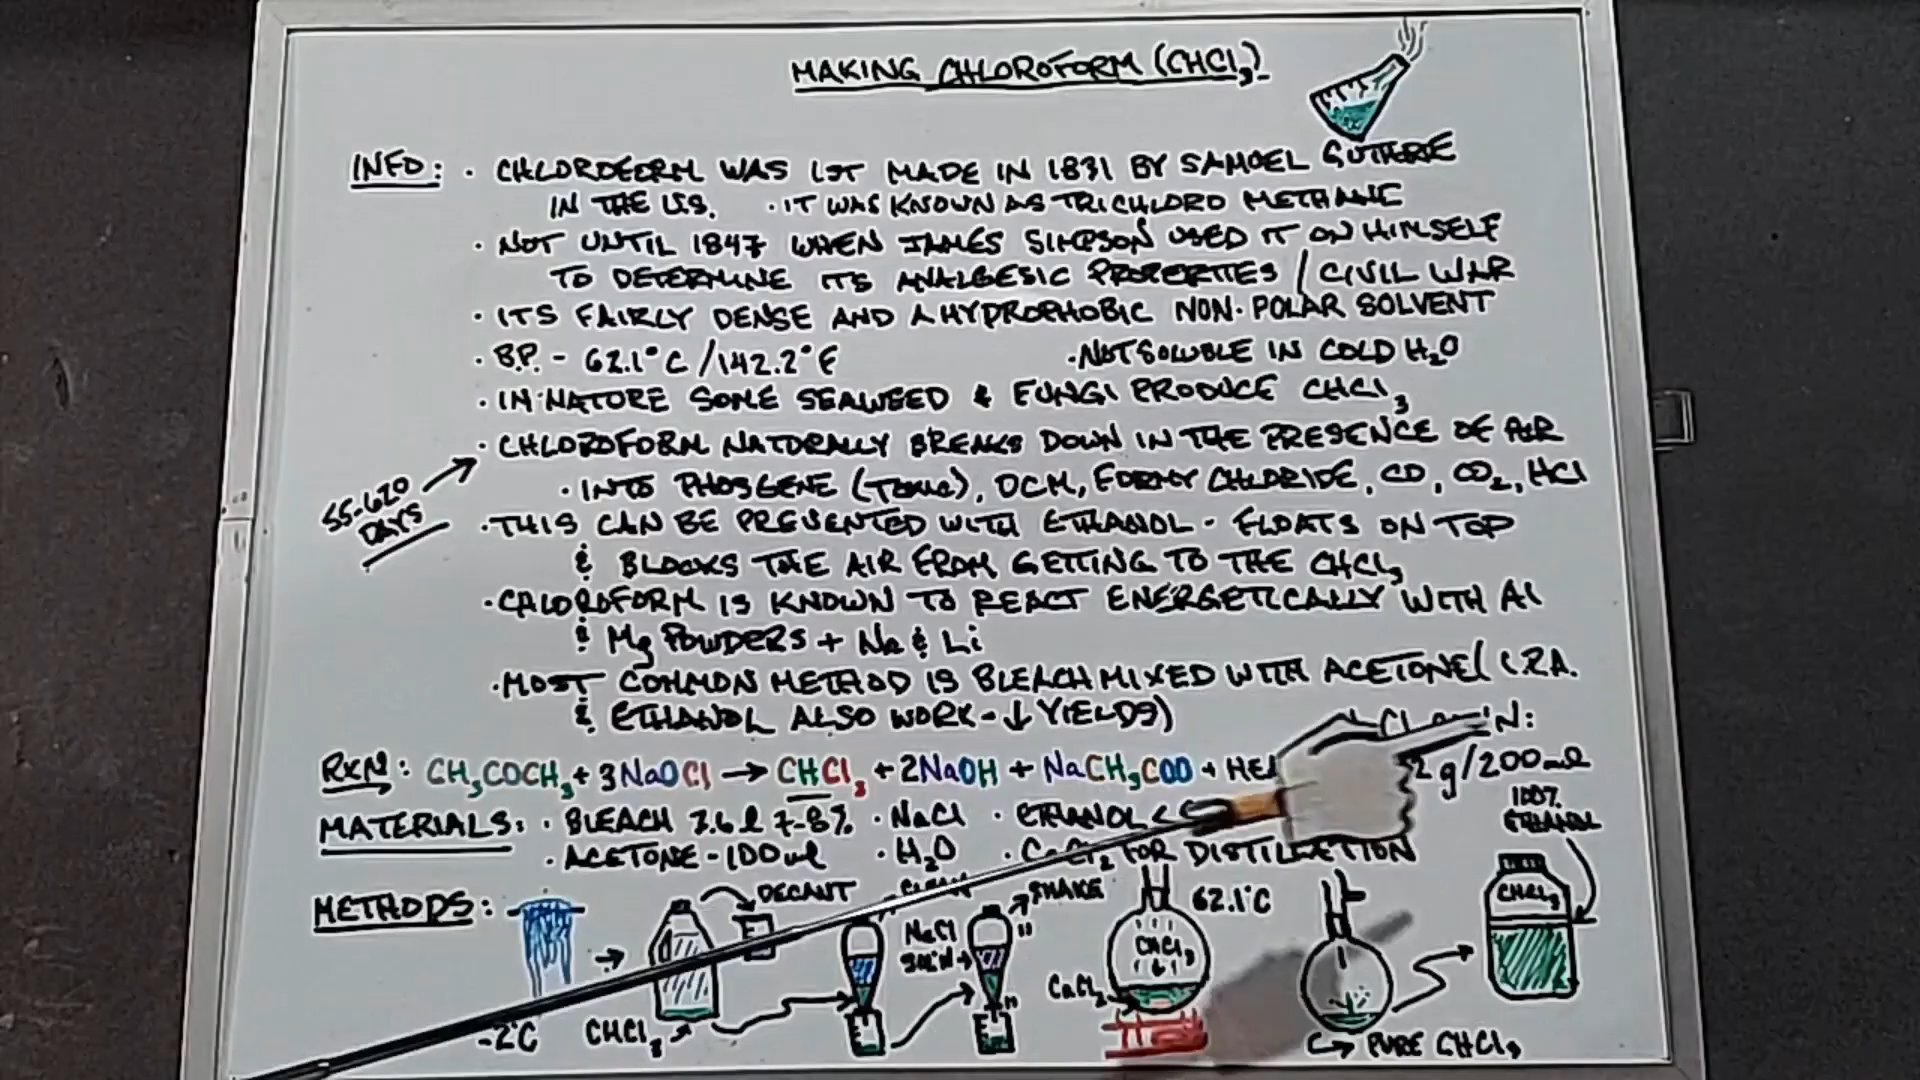 MAKING CHLOROFORM (CHCl3)
INFO: · CHLOROFORM WAS 1ST MADE IN 1831 BY SAMUEL GUTHERIE
IN THE U.S. · IT WAS KNOWN AS TRICHLORO METHANE
· NOT UNTIL 1847 WHEN JAMES SIMPSON USED IT ON HIMSELF
TO DETERMINE ITS ANALGESIC PROPERTIES / CIVIL WAR
· ITS FAIRLY DENSE AND A HYDROPHOBIC NON-POLAR SOLVENT
· B.P. - 62.1°C /142.2°F · NOT SOLUBLE IN COLD H2O
· IN NATURE SOME SEAWEED & FUNGI PRODUCE CHCl3
· CHLOROFORM NATURALLY BREAKS DOWN IN THE PRESENCE OF AIR
55-620 DAYS
· INTO PHOSGENE (TOXIC), DCM, FORMY CHLORIDE, CO, CO2, HCl
· THIS CAN BE PREVENTED WITH ETHANOL - FLOATS ON TOP
& BLOCKS THE AIR FROM GETTING TO THE CHCl3
· CHLOROFORM IS KNOWN TO REACT ENERGETICALLY WITH Al
& Mg POWDERS + Na & Li
· MOST COMMON METHOD IS BLEACH MIXED WITH ACETONE (I.P.A.
& ETHANOL ALSO WORK - ↓ YIELDS)
RXN: CH3COCH3 + 3NaOCl → CHCl3 + 2NaOH + NaCH3COO +
g/200ml
MATERIALS: · BLEACH 7-8% · NaCl · ETHANOL
100% ETHANOL
· ACETONE - 100ml · H2O · CaCl2 FOR DISTILLATION
METHODS: DECANT SHAKE 62.1°C CHCl3
NaCl CHCl3
CaCl2
-2°C CHCl3 PURE CHCl3